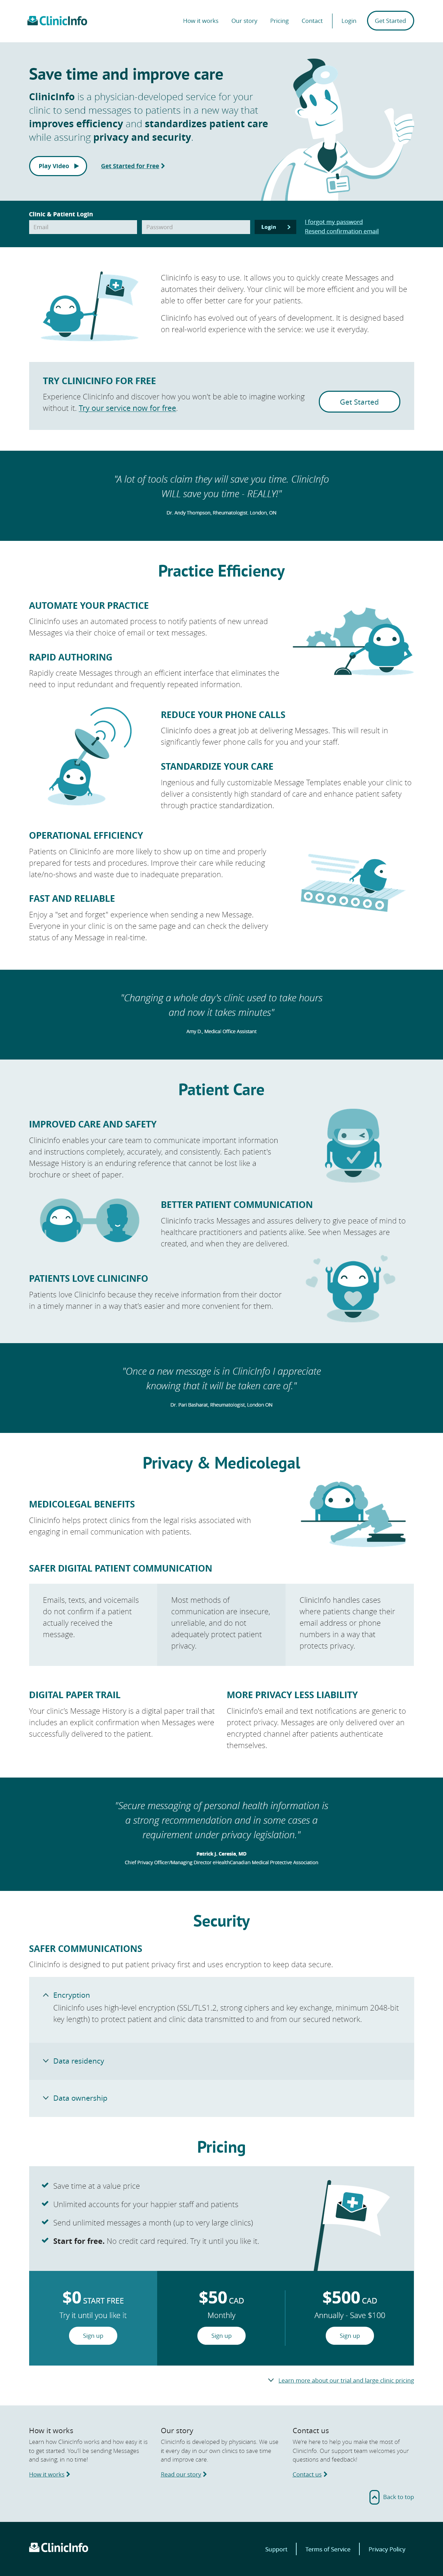 ClinicInfo
How it works
Our story
Pricing
Contact
Login
Get Started
Save time and improve care
ClinicInfo is a physician-developed service for your
clinic to send messages to patients in a new way that
improves efficiency and standardizes patient care
while assuring privacy and security.
Play Video
Get Started for Free
Clinic & Patient Login
Email
Password
Login
I forgot my password
Resend confirmation email
ClinicInfo is easy to use. It allows you to quickly create Messages and
automates their delivery. Your clinic will be more efficient and you will be
able to offer better care for your patients.
ClinicInfo has evolved out of years of development. It is designed based
on real-world experience with the service: we use it everyday.
TRY CLINICINFO FOR FREE
Experience ClinicInfo and discover how you won't be able to imagine working
without it. Try our service now for free.
Get Started
"A lot of tools claim they will save you time. ClinicInfo
WILL save you time - REALLY!"
Dr. Andy Thompson, Rheumatologist. London, ON
Practice Efficiency
AUTOMATE YOUR PRACTICE
ClinicInfo uses an automated process to notify patients of new unread
Messages via their choice of email or text messages.
RAPID AUTHORING
Rapidly create Messages through an efficient interface that eliminates the
need to input redundant and frequently repeated information.
REDUCE YOUR PHONE CALLS
ClinicInfo does a great job at delivering Messages. This will result in
significantly fewer phone calls for you and your staff.
STANDARDIZE YOUR CARE
Ingenious and fully customizable Message Templates enable your clinic to
deliver a consistently high standard of care and enhance patient safety
through practice standardization.
OPERATIONAL EFFICIENCY
Patients on ClinicInfo are more likely to show up on time and properly
prepared for tests and procedures. Improve their care while reducing
late/no-shows and waste due to inadequate preparation.
FAST AND RELIABLE
Enjoy a "set and forget" experience when sending a new Message.
Everyone in your clinic is on the same page and can check the delivery
status of any Message in real-time.
"Changing a whole day's clinic used to take hours
and now it takes minutes"
Amy D., Medical Office Assistant
Patient Care
IMPROVED CARE AND SAFETY
ClinicInfo enables your care team to communicate important information
and instructions completely, accurately, and consistently. Each patient's
Message History is an enduring reference that cannot be lost like a
brochure or sheet of paper.
BETTER PATIENT COMMUNICATION
ClinicInfo tracks Messages and assures delivery to give peace of mind to
healthcare practitioners and patients alike. See when Messages are
created, and when they are delivered.
PATIENTS LOVE CLINICINFO
Patients love ClinicInfo because they receive information from their doctor
in a timely manner in a way that's easier and more convenient for them.
"Once a new message is in ClinicInfo I appreciate
knowing that it will be taken care of."
Dr. Pari Basharat, Rheumatologist, London ON
Privacy & Medicolegal
MEDICOLEGAL BENEFITS
ClinicInfo helps protect clinics from the legal risks associated with
engaging in email communication with patients.
SAFER DIGITAL PATIENT COMMUNICATION
Emails, texts, and voicemails
do not confirm if a patient
actually received the
message.
Most methods of
communication are insecure,
unreliable, and do not
adequately protect patient
privacy.
ClinicInfo handles cases
where patients change their
email address or phone
numbers in a way that
protects privacy.
DIGITAL PAPER TRAIL
Your clinic's Message History is a digital paper trail that
includes an explicit confirmation when Messages were
successfully delivered to the patient.
MORE PRIVACY LESS LIABILITY
ClinicInfo's email and text notifications are generic to
protect privacy. Messages are only delivered over an
encrypted channel after patients authenticate
themselves.
"Secure messaging of personal health information is
a strong recommendation and in some cases a
requirement under privacy legislation."
Patrick J. Ceresia, MD
Chief Privacy Officer/Managing Director eHealthCanadian Medical Protective Association
Security
SAFER COMMUNICATIONS
ClinicInfo is designed to put patient privacy first and uses encryption to keep data secure.
Encryption
ClinicInfo uses high-level encryption (SSL/TLS1.2, strong ciphers and key exchange, minimum 2048-bit
key length) to protect patient and clinic data transmitted to and from our secured network.
Data residency
Data ownership
Pricing
Save time at a value price
Unlimited accounts for your happier staff and patients
Send unlimited messages a month (up to very large clinics)
Start for free. No credit card required. Try it until you like it.
$0 START FREE
Try it until you like it
Sign up
$50 CAD
Monthly
Sign up
$500 CAD
Annually - Save $100
Sign up
Learn more about our trial and large clinic pricing
How it works
Learn how ClinicInfo works and how easy it is
to get started. You'll be sending Messages
and saving, in no time!
How it works
Our story
ClinicInfo is developed by physicians. We use
it every day in our own clinics to save time
and improve care.
Read our story
Contact us
We're here to help you make the most of
ClinicInfo. Our support team welcomes your
questions and feedback!
Contact us
Back to top
ClinicInfo
Support
Terms of Service
Privacy Policy